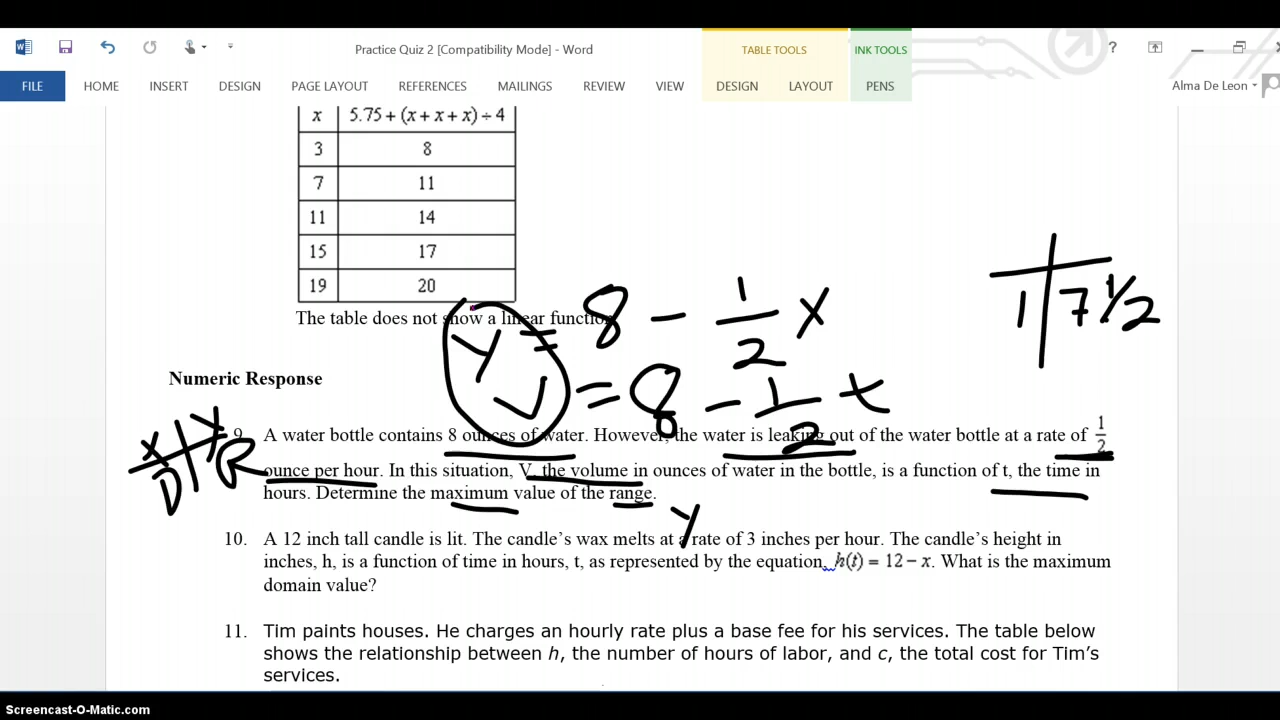 Practice Quiz 2 [Compatibility Mode] - Word
TABLE TOOLS
INK TOOLS
?
FILE HOME INSERT DESIGN PAGE LAYOUT REFERENCES MAILINGS REVIEW VIEW DESIGN LAYOUT PENS
Alma De Leon
x 5.75 + (x + x + x) ÷ 4
3 8
7 11
11 14
15 17
19 20
The table does not show a linear function
y = 8 - 1/2 x
1 7 1/2
V = 8 - 1/2 t
Numeric Response
x y
D R
9. A water bottle contains 8 ounces of water. However, the water is leaking out of the water bottle at a rate of 1/2
ounce per hour. In this situation, V, the volume in ounces of water in the bottle, is a function of t, the time in
hours. Determine the maximum value of the range.
y
10. A 12 inch tall candle is lit. The candle's wax melts at a rate of 3 inches per hour. The candle's height in
inches, h, is a function of time in hours, t, as represented by the equation, h(t) = 12 − x. What is the maximum
domain value?
11. Tim paints houses. He charges an hourly rate plus a base fee for his services. The table below
shows the relationship between h, the number of hours of labor, and c, the total cost for Tim's
services.
Screencast-O-Matic.com